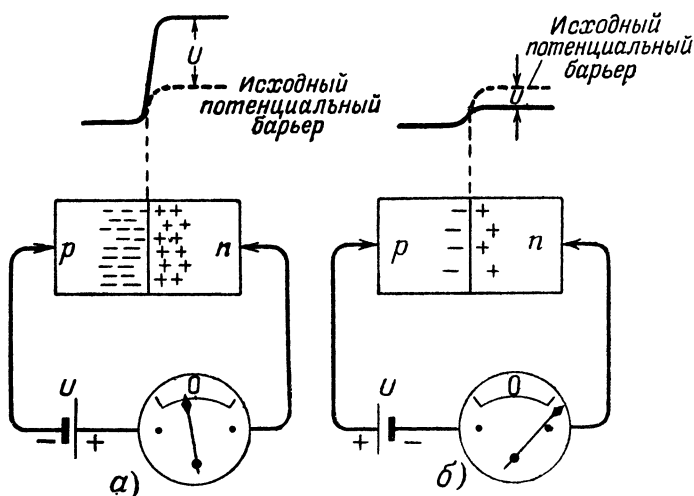 U
Исходный
потенциальный
барьер
Исходный
потенциальный
барьер
U
— — — — + +
p n
— + 
— +
— +
— +
p n
U
0
− +
а)
U
0
+ −
б)